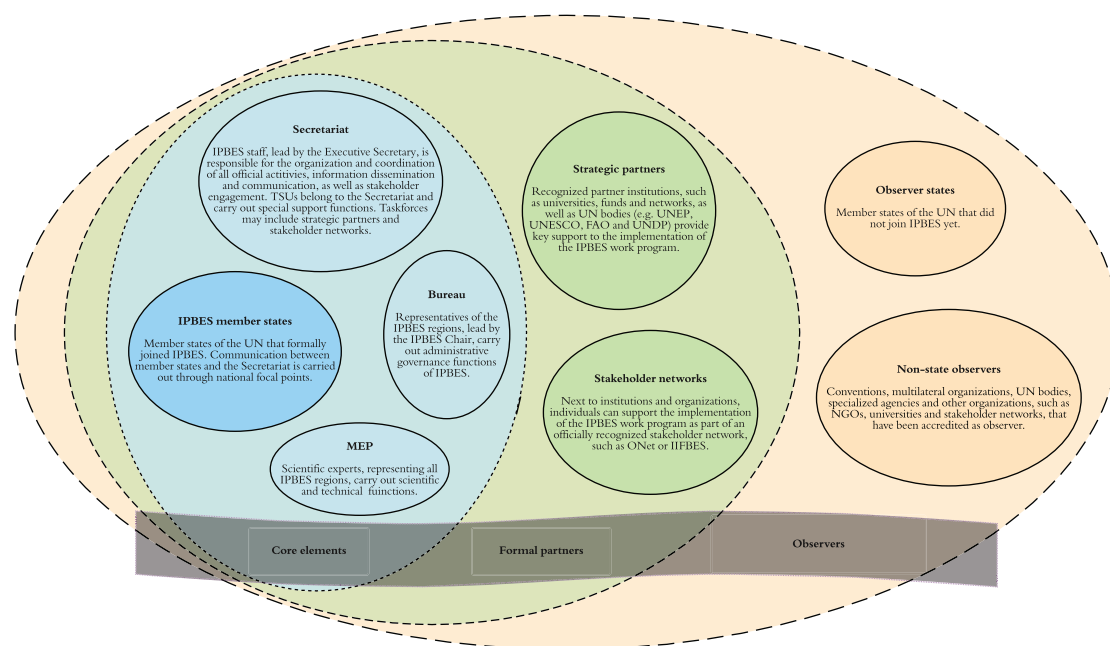 Secretariat
IPBES staff, lead by the Executive Secretary, is
responsible for the organization and coordination
of all official actitivies, information dissemination
and communication, as well as stakeholder
engagement. TSUs belong to the Secretariat and
carry out special support functions. Taskforces
may include strategic partners and
stakeholder networks.
IPBES member states
Member states of the UN that formally
joined IPBES. Communication between
member states and the Secretariat is carried
out through national focal points.
Bureau
Representatives of the
IPBES regions, lead by
the IPBES Chair, carry
out administrative
governance functions
of IPBES.
MEP
Scientific experts, representing all
IPBES regions, carry out scientific
and technical fuinctions.
Strategic partners
Recognized partner institutions, such
as universities, funds and networks, as
well as UN bodies (e.g. UNEP,
UNESCO, FAO and UNDP) provide
key support to the implementation of
the IPBES work program.
Stakeholder networks
Next to institutions and organizations,
individuals can support the implementation
of the IPBES work program as part of an
officially recognized stakeholder network,
such as ONet or IIFBES.
Observer states
Member states of the UN that did
not join IPBES yet.
Non-state observers
Conventions, multilateral organizations, UN bodies,
specialized agencies and other organizations, such as
NGOs, universities and stakeholder networks, that
have been accredited as observer.
Core elements
Formal partners
Observers